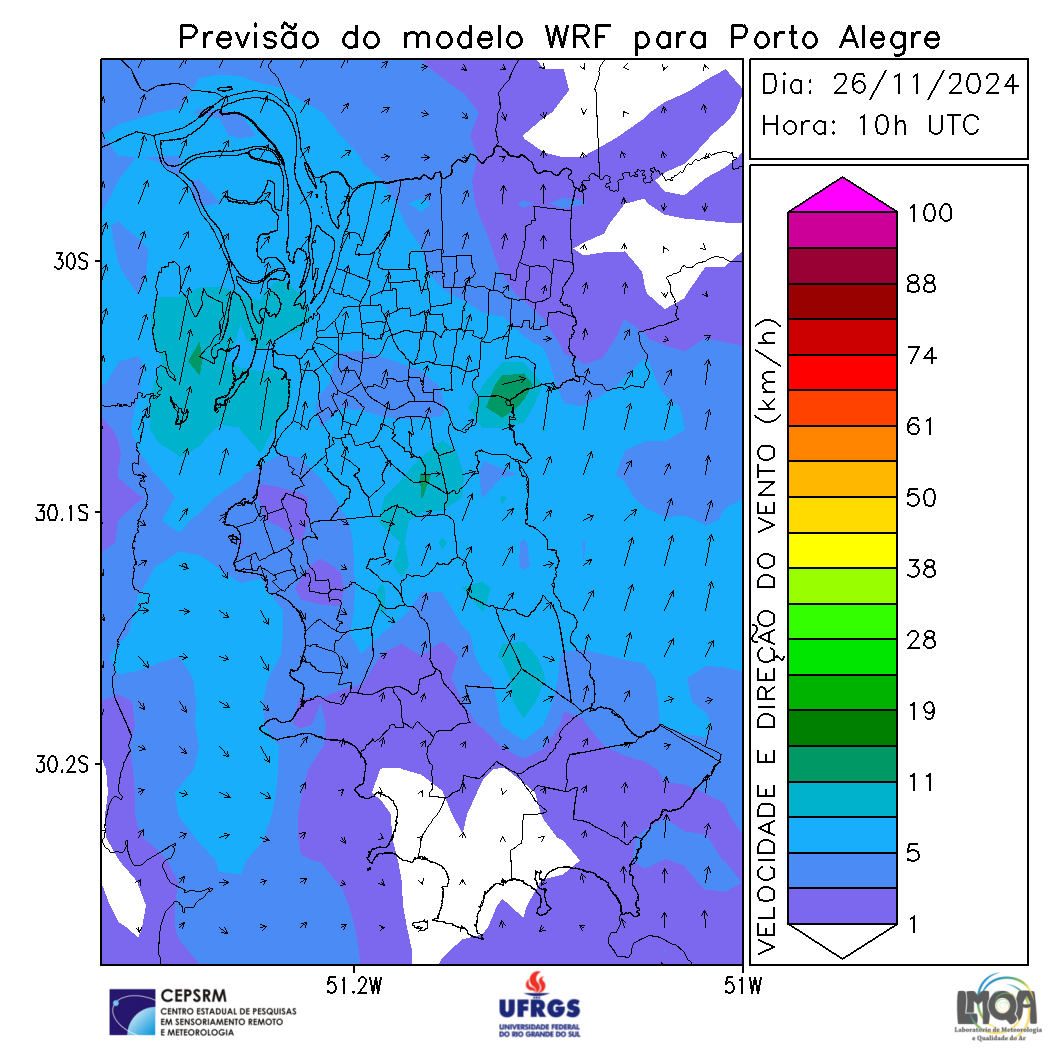 Previsão do modelo WRF para Porto Alegre
Dia: 26/11/2024
Hora: 10h UTC
30S
30.1S
30.2S
51.2W
51W
VELOCIDADE E DIREÇÃO DO VENTO (km/h)
100
88
74
61
50
38
28
19
11
5
1
CEPSRM
CENTRO ESTADUAL DE PESQUISAS
EM SENSORIAMENTO REMOTO
E METEOROLOGIA
UFRGS
UNIVERSIDADE FEDERAL
DO RIO GRANDE DO SUL
LMQA
Laboratório de Meteorologia
e Qualidade do Ar